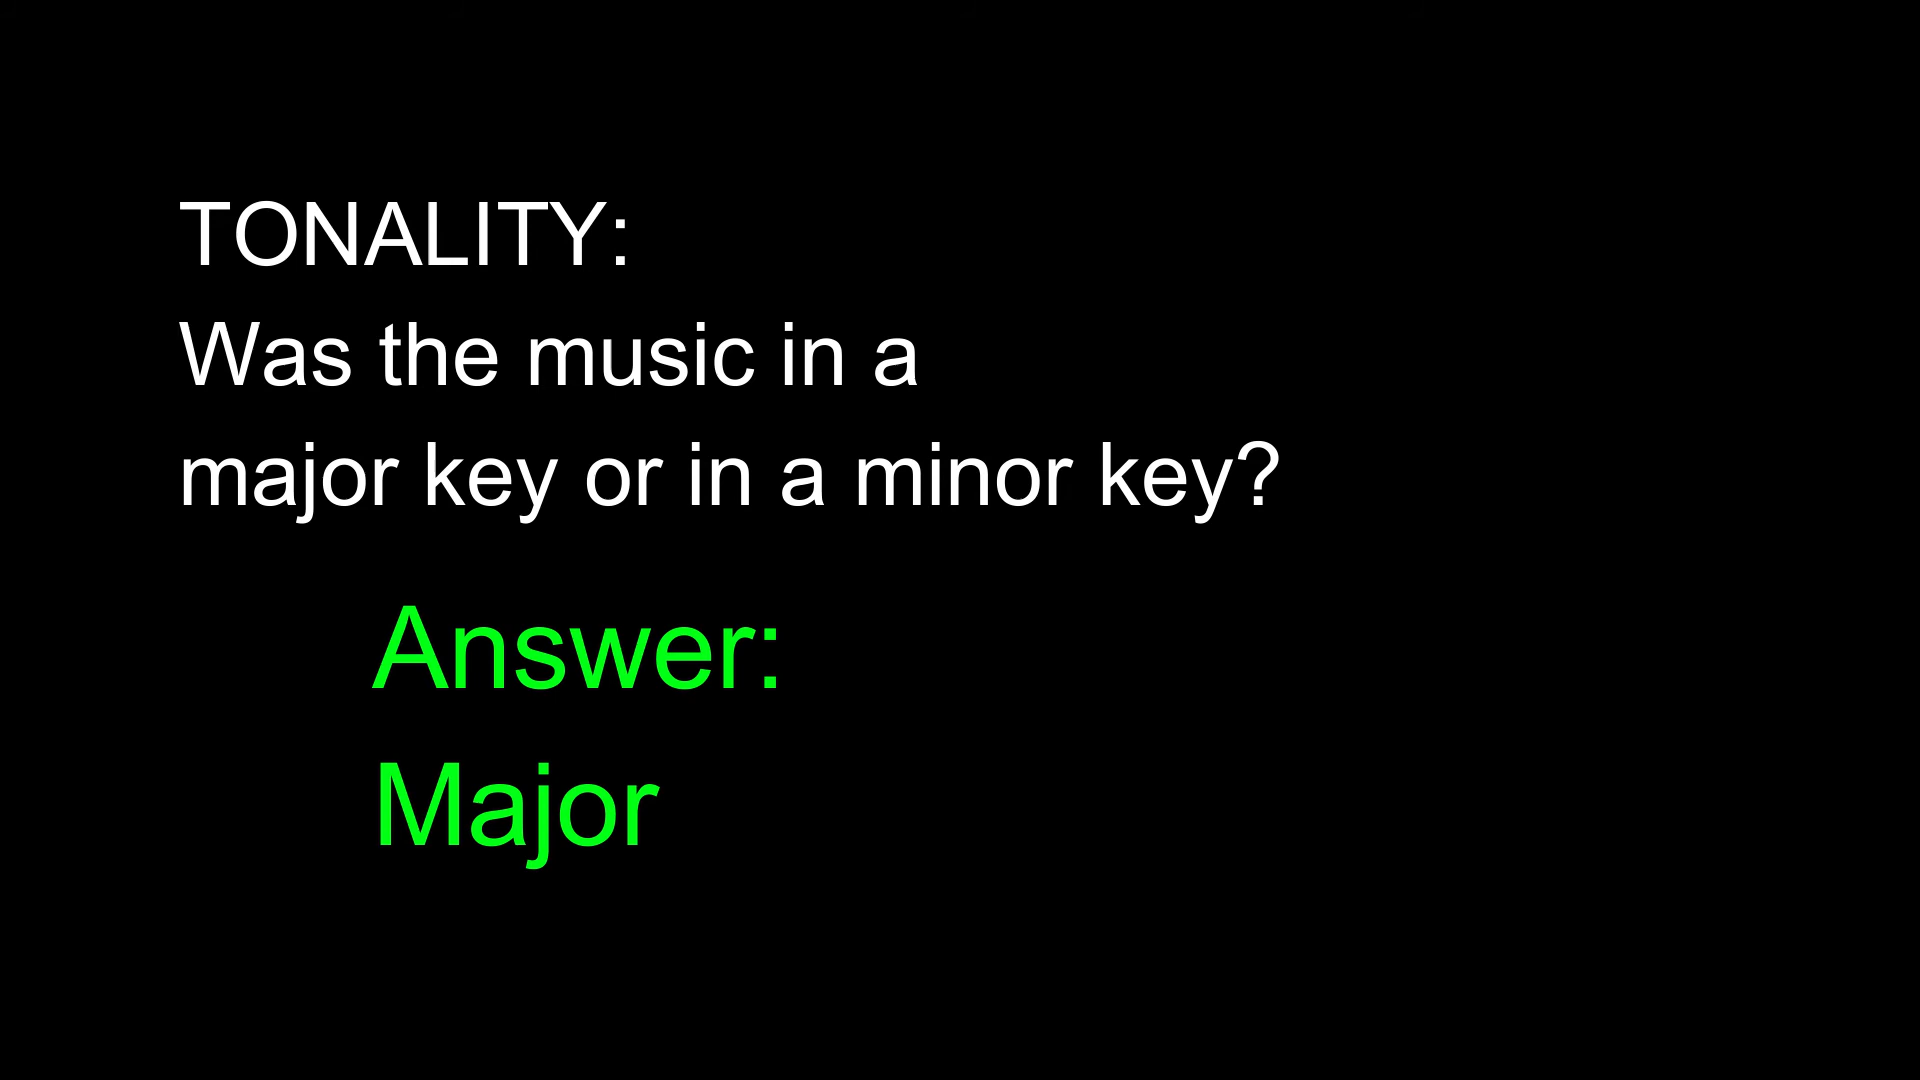 TONALITY:
Was the music in a
major key or in a minor key?
Answer:
Major